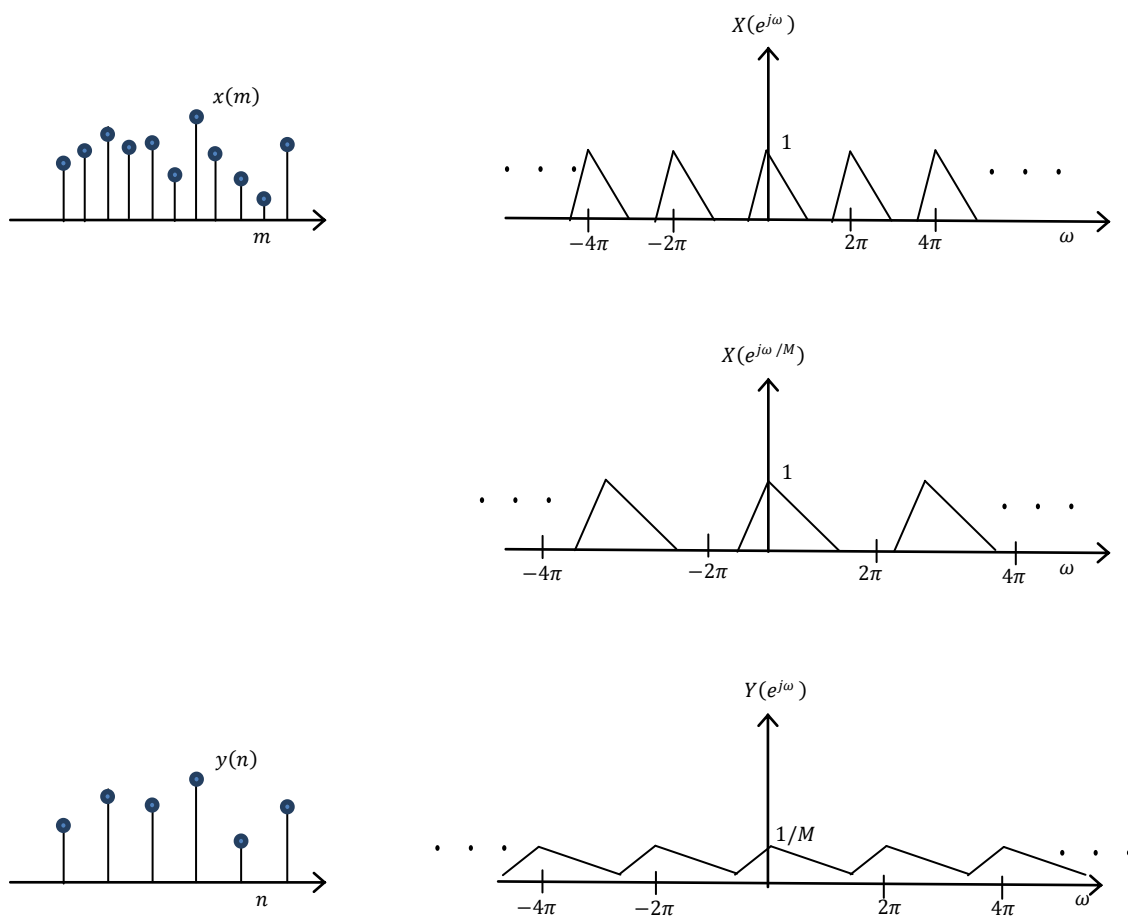 X(e^{jω})
x(m)
1
m
−4π −2π 2π 4π ω
X(e^{jω/M})
1
−4π −2π 2π 4π ω
Y(e^{jω})
y(n)
1/M
n
−4π −2π 2π 4π ω